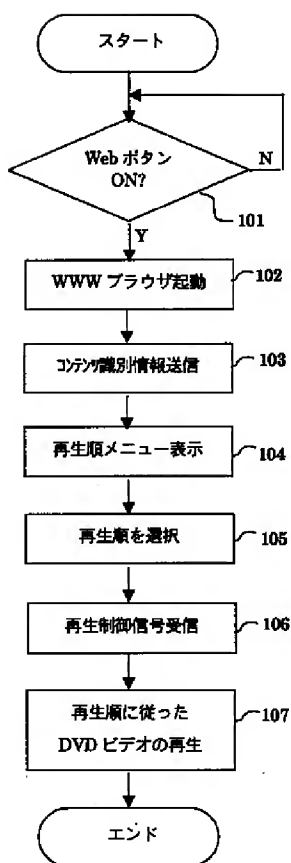 スタート
Web ボタン
ON?
N
101
Y
WWW ブラウザ起動
102
コンテンツ識別情報送信
103
再生順メニュー表示
104
再生順を選択
105
再生制御信号受信
106
再生順に従った
DVD ビデオの再生
107
エンド